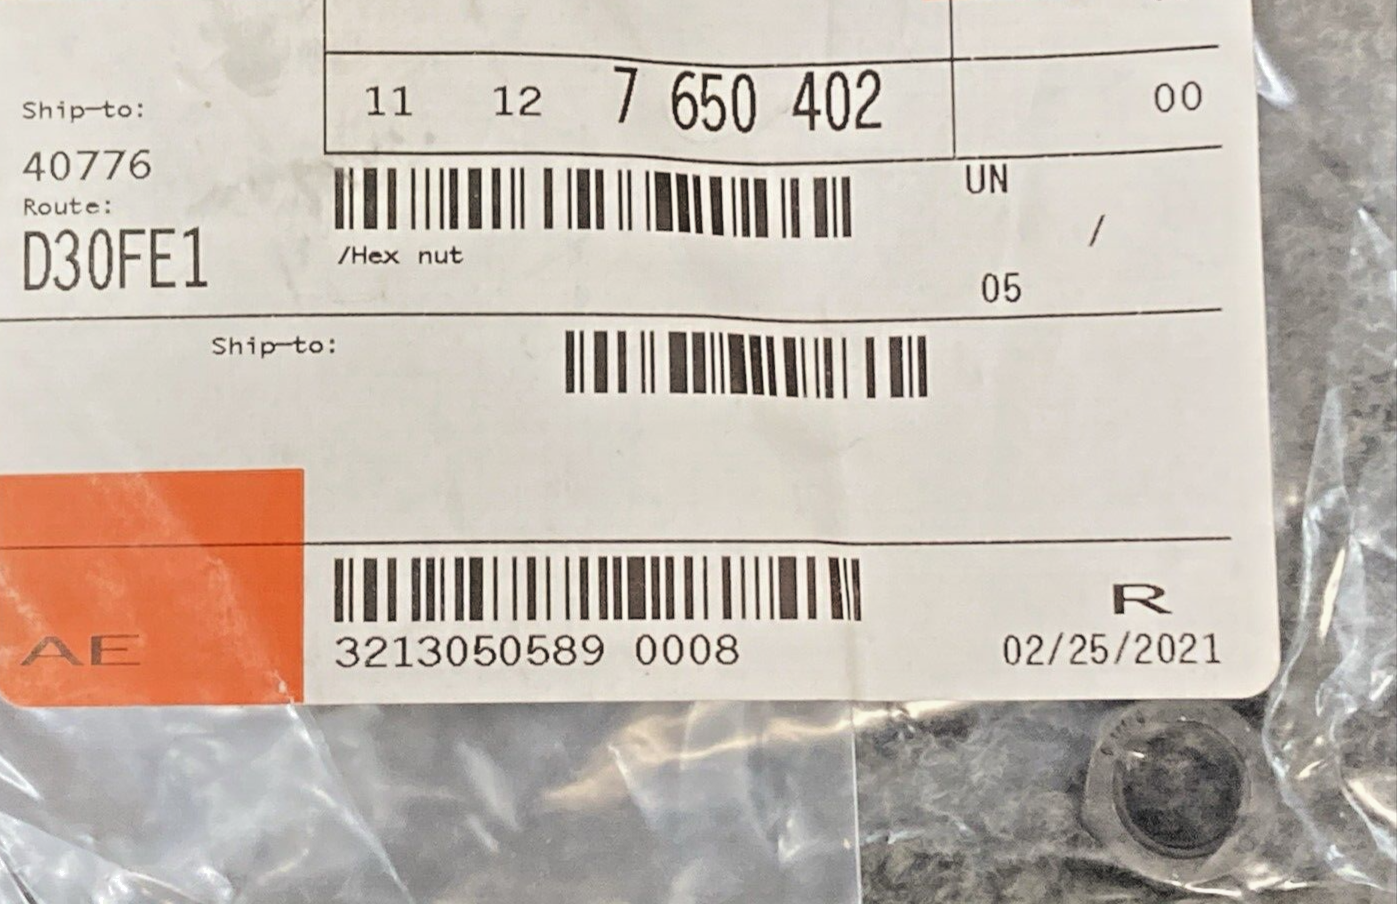 Ship-to:
11 12 7 650 402 00
40776
Route:
D30FE1
UN
/
/Hex nut
05
Ship-to:
AE
3213050589 0008
R
02/25/2021